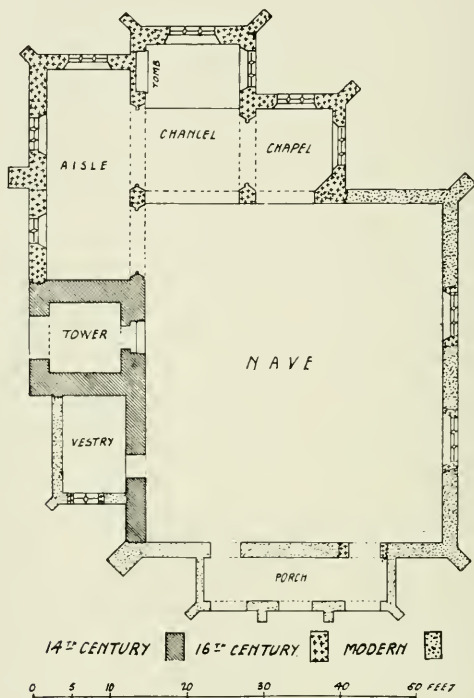 TOMB
CHANCEL
AISLE
CHAPEL
TOWER
NAVE
VESTRY
PORCH
14TH CENTURY 16TH CENTURY MODERN
0 5 10 20 30 40 60 FEET